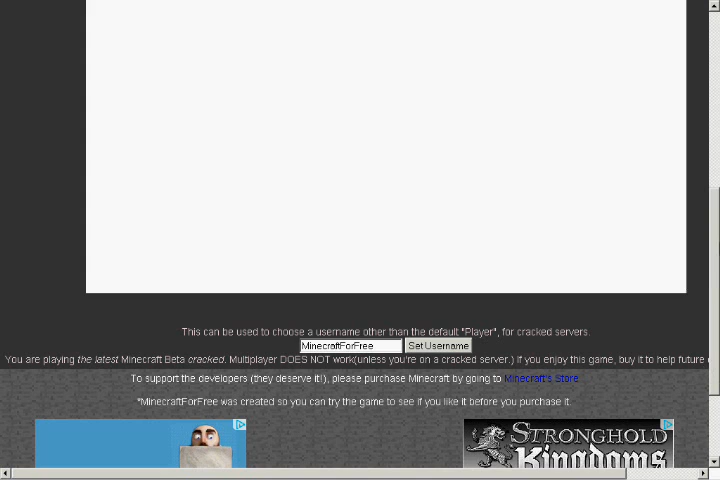 This can be used to choose a username other than the default "Player", for cracked servers.
MinecraftForFree Set Username
You are playing the latest Minecraft Beta cracked. Multiplayer DOES NOT work(unless you're on a cracked server.) If you enjoy this game, buy it to help future
To support the developers (they deserve it!), please purchase Minecraft by going to Minecraft's Store
*MinecraftForFree was created so you can try the game to see if you like it before you purchase it.
STRONGHOLD
Kingdoms